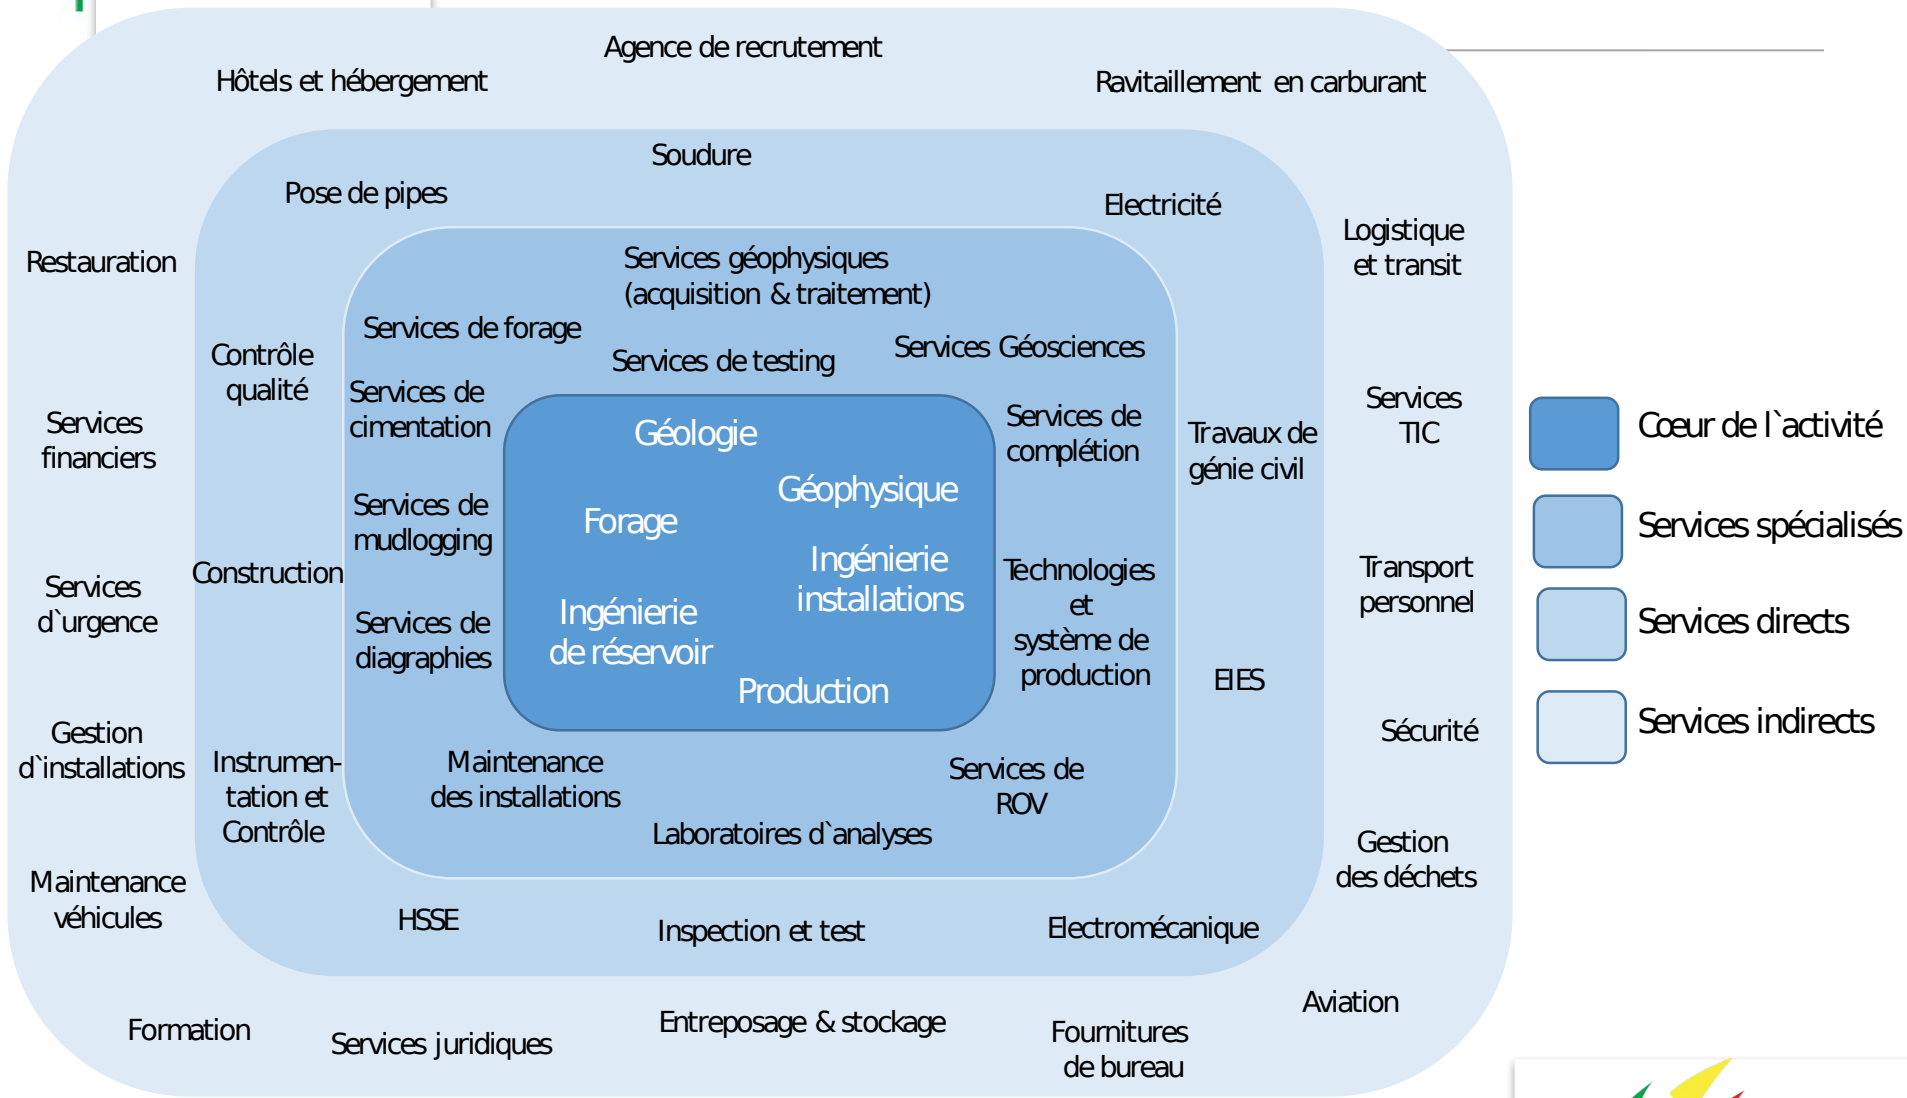 Agence de recrutement
Hôtels et hébergement
Ravitaillement en carburant
Soudure
Pose de pipes
Electricité
Logistique
et transit
Restauration
Services géophysiques
(acquisition & traitement)
Services de forage
Services de testing
Services Géosciences
Contrôle
qualité
Services de
cimentation
Services
financiers
Géologie
Services de
complétion
Travaux de
génie civil
Services
TIC
Cœur de l`activité
Géophysique
Services de
mudlogging
Forage
Services spécialisés
Construction
Ingénierie
installations
Technologies
et
système de
production
Transport
personnel
Services
d`urgence
Services de
diagraphies
Ingénierie
de réservoir
Services directs
Production
EIES
Gestion
d`installations
Instrumen-
tation et
Contrôle
Maintenance
des installations
Services de
ROV
Sécurité
Services indirects
Laboratoires d`analyses
Gestion
des déchets
Maintenance
véhicules
HSSE
Inspection et test
Electromécanique
Formation
Services juridiques
Entreposage & stockage
Fournitures
de bureau
Aviation